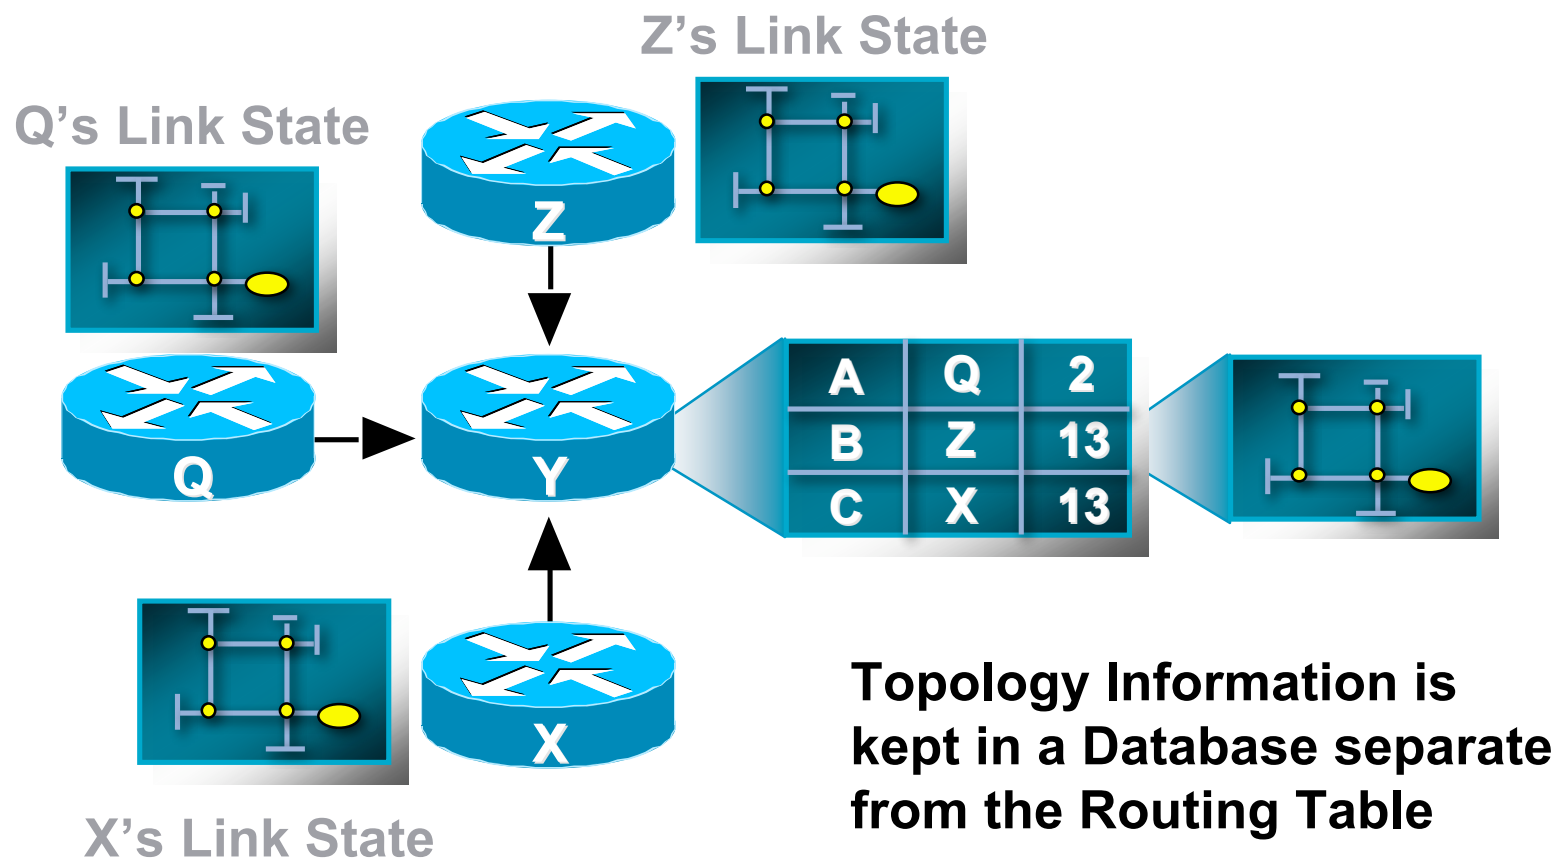 Z’s Link State
Q’s Link State
Z
Q
Y
A Q 2
B Z 13
C X 13
X
X’s Link State
Topology Information is
kept in a Database separate
from the Routing Table